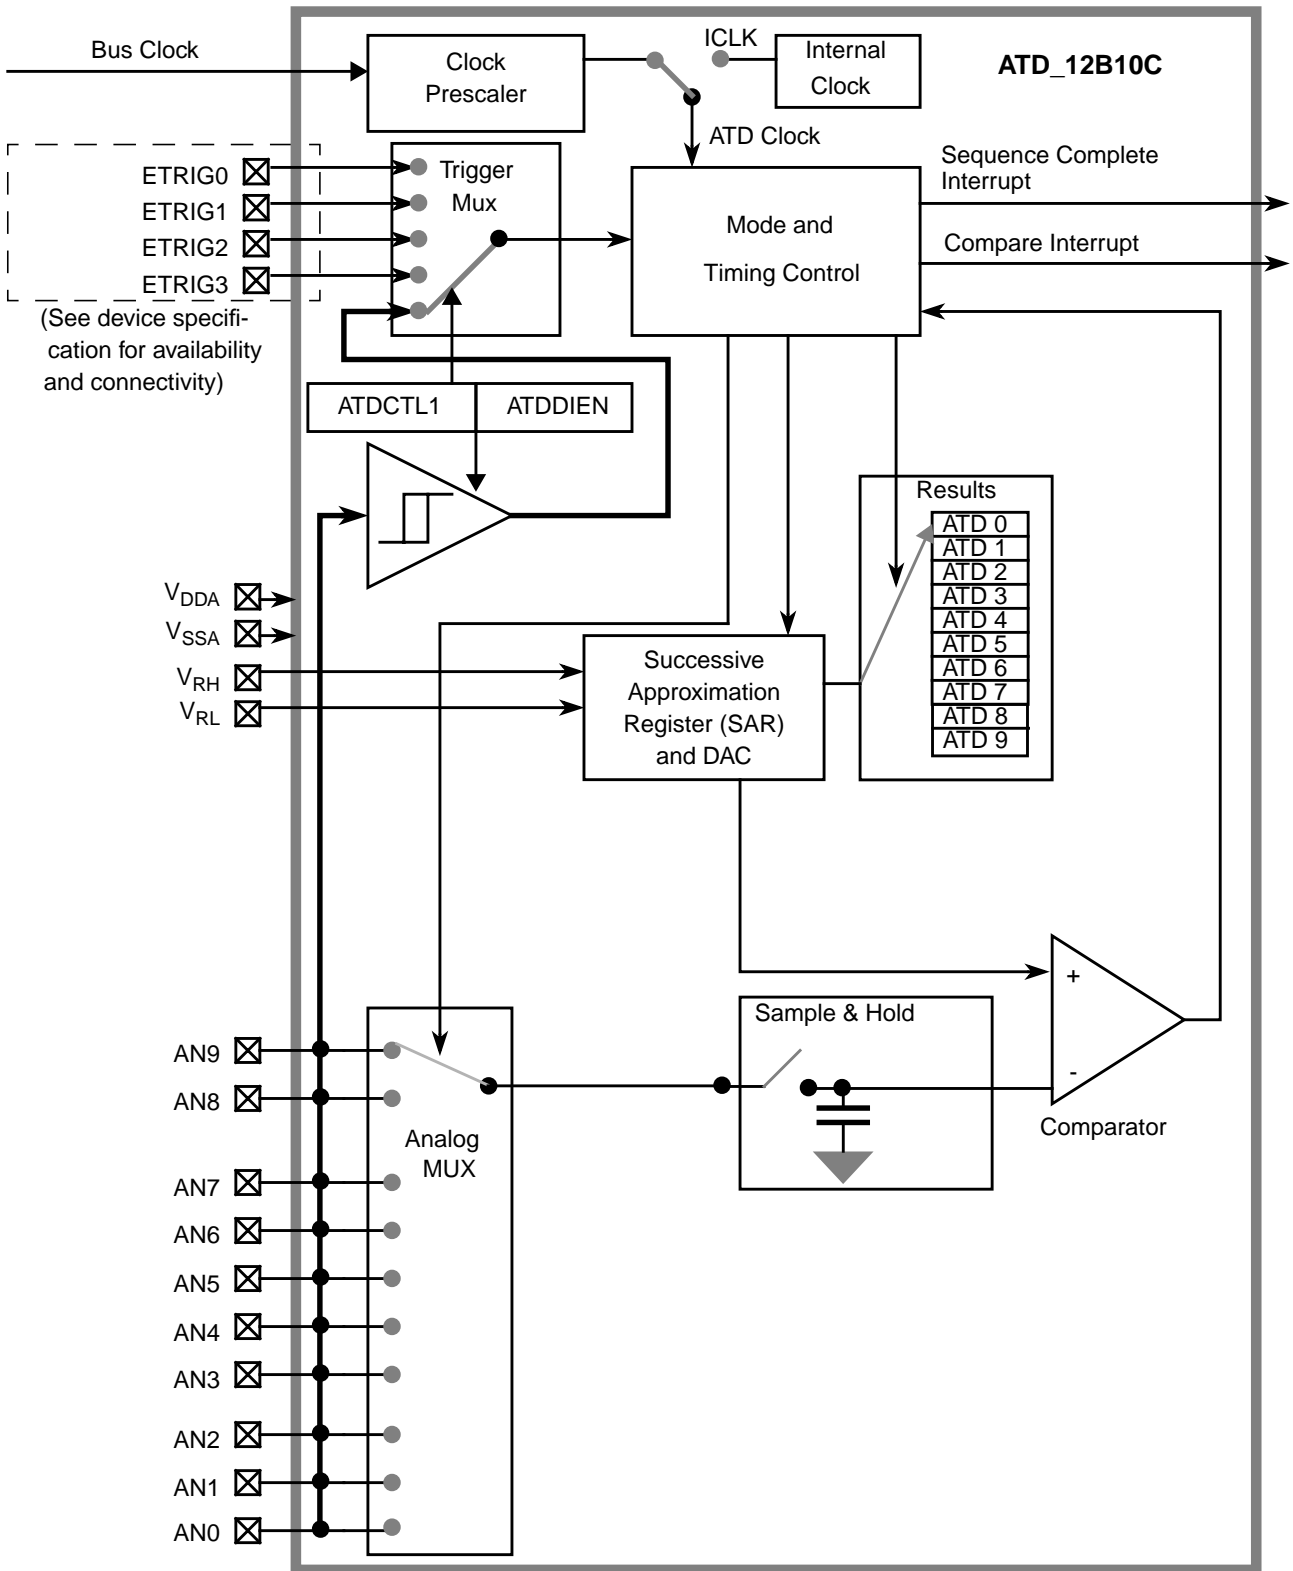 Bus Clock
Clock
Prescaler
ICLK
Internal
Clock
ATD_12B10C
ATD Clock
ETRIG0
ETRIG1
ETRIG2
ETRIG3
(See device specifi-
cation for availability
and connectivity)
Trigger
Mux
Mode and
Timing Control
Sequence Complete
Interrupt
Compare Interrupt
ATDCTL1
ATDDIEN
Results
ATD 0
ATD 1
ATD 2
ATD 3
ATD 4
ATD 5
ATD 6
ATD 7
ATD 8
ATD 9
VDDA
VSSA
VRH
VRL
Successive
Approximation
Register (SAR)
and DAC
Sample & Hold
+
-
Comparator
AN9
AN8
AN7
AN6
AN5
AN4
AN3
AN2
AN1
AN0
Analog
MUX